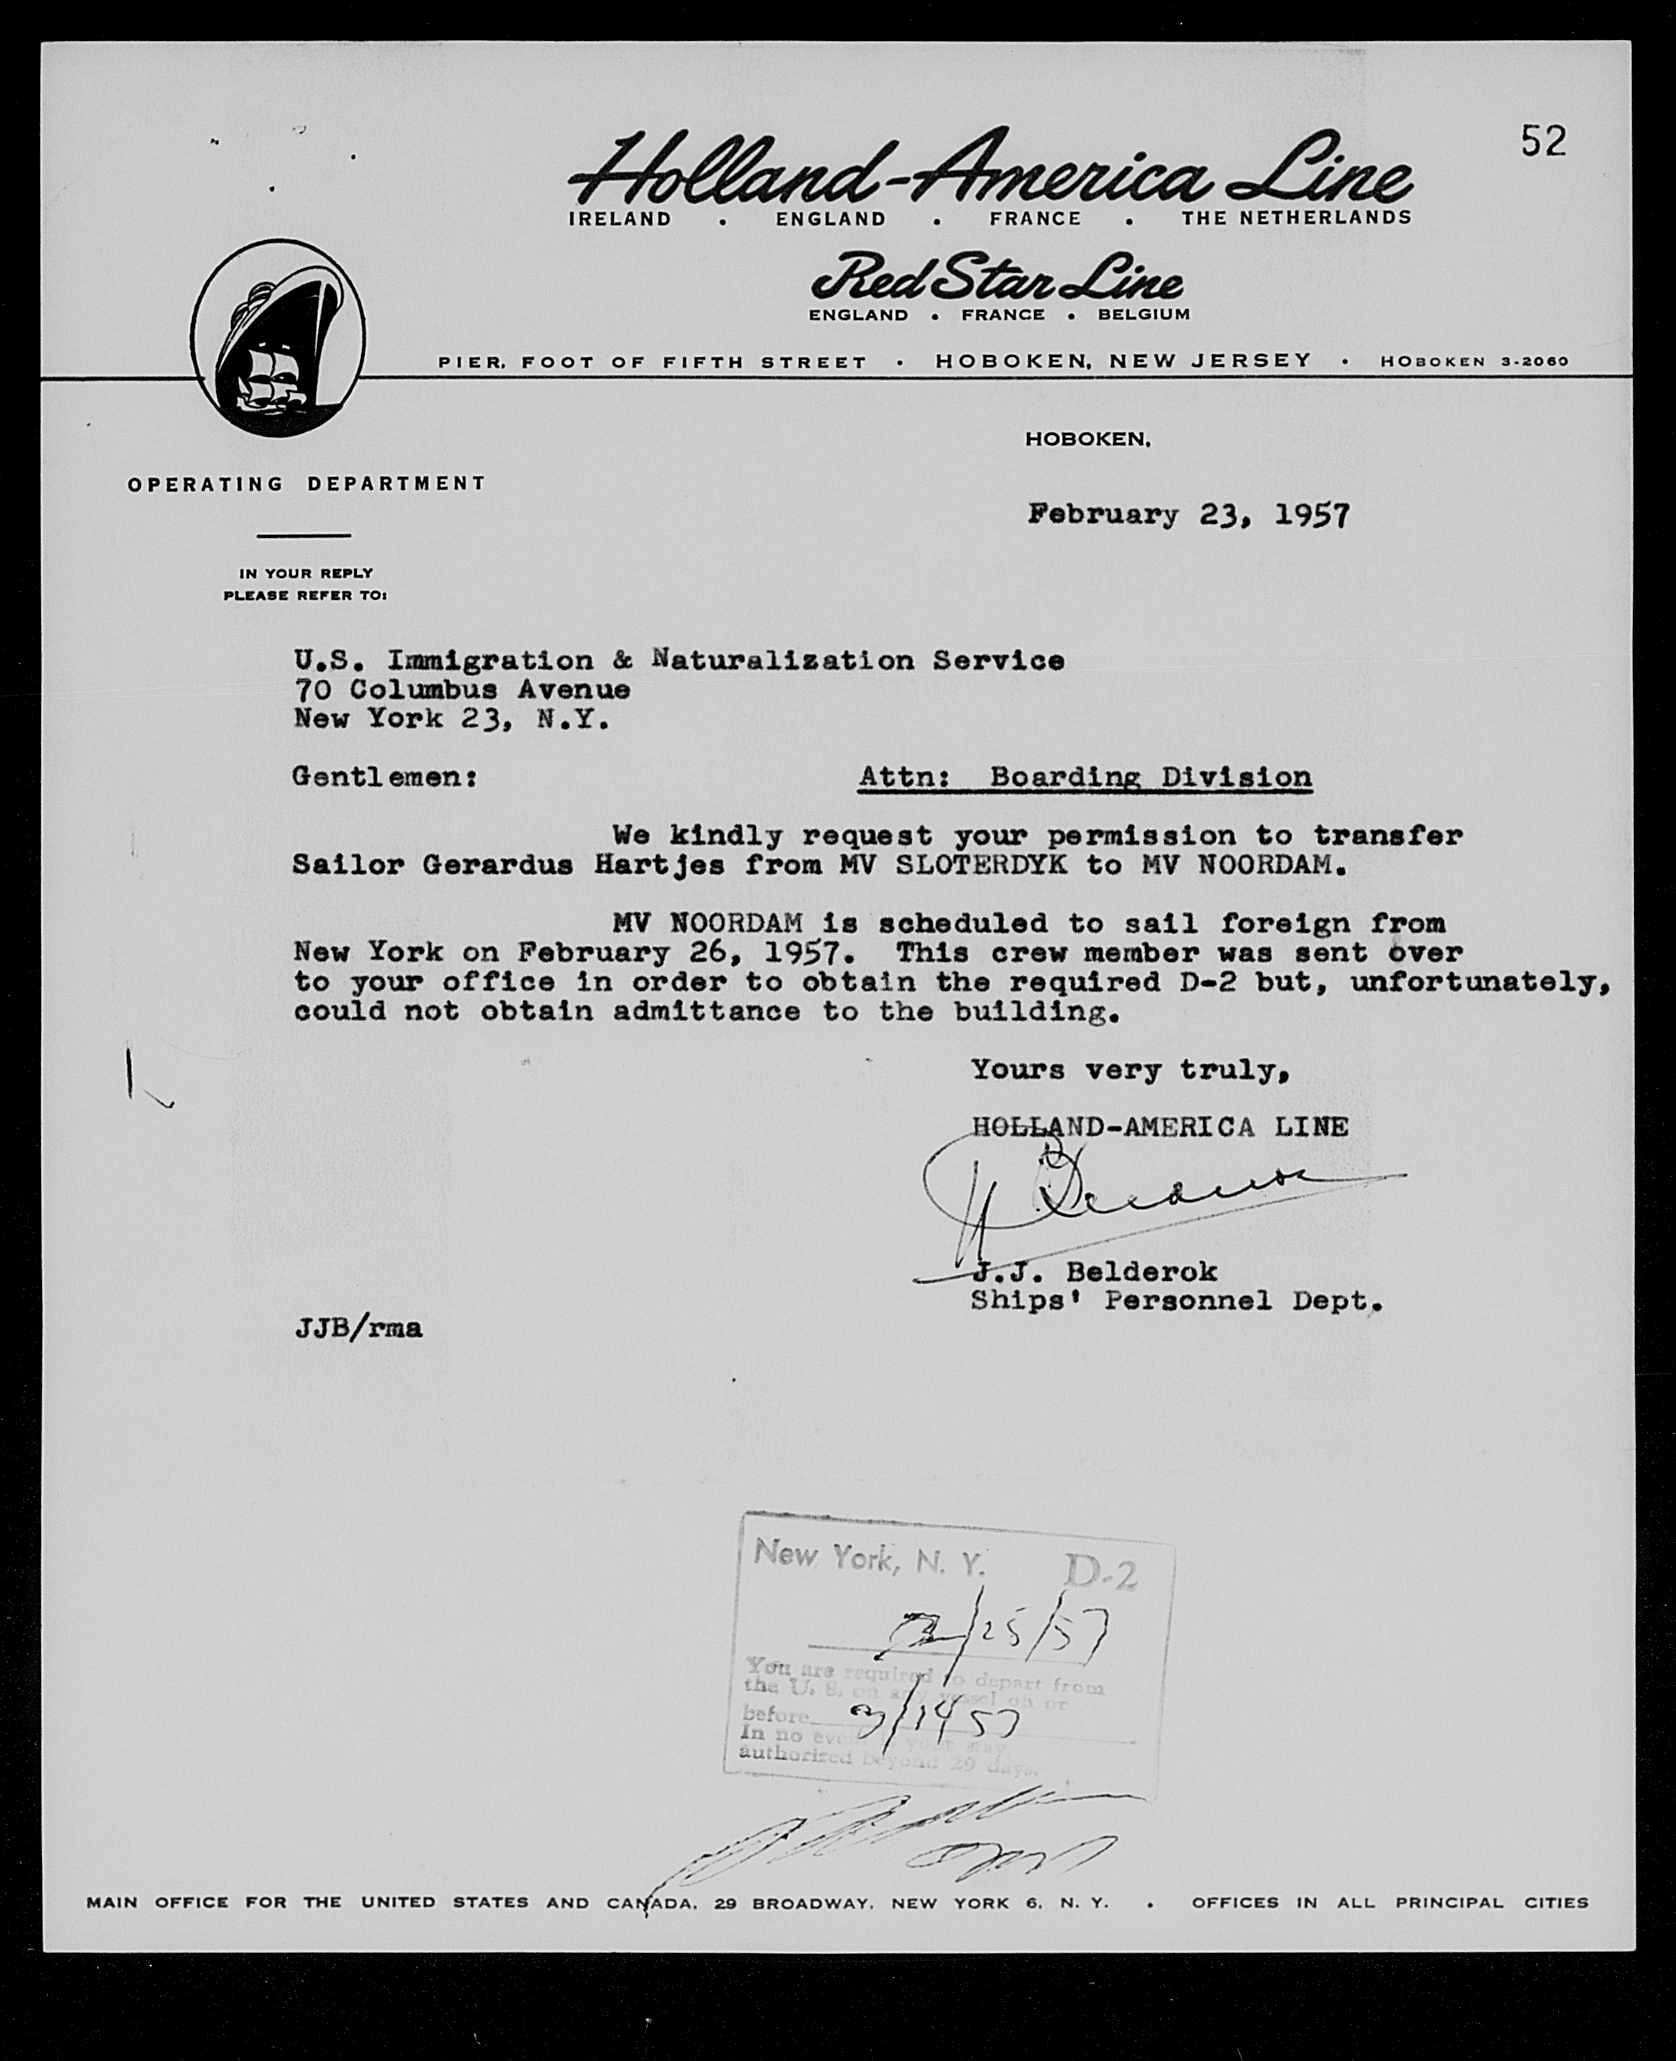 52
Holland-America Line
IRELAND • ENGLAND • FRANCE • THE NETHERLANDS
Red Star Line
ENGLAND • FRANCE • BELGIUM
PIER, FOOT OF FIFTH STREET • HOBOKEN, NEW JERSEY • HOBOKEN 3-2060
HOBOKEN,
OPERATING DEPARTMENT
February 23, 1957
IN YOUR REPLY
PLEASE REFER TO:
U.S. Immigration & Naturalization Service
70 Columbus Avenue
New York 23, N.Y.
Gentlemen: Attn: Boarding Division
We kindly request your permission to transfer
Sailor Gerardus Hartjes from MV SLOTERDYK to MV NOORDAM.
MV NOORDAM is scheduled to sail foreign from
New York on February 26, 1957. This crew member was sent over
to your office in order to obtain the required D-2 but, unfortunately,
could not obtain admittance to the building.
Yours very truly,
HOLLAND-AMERICA LINE
J.J. Belderok
Ships' Personnel Dept.
JJB/rma
New York, N. Y. D-2
2/25/57
You are required to depart from
the U. S. on any vessel on or
before 3/14/57
In no event your stay
authorized beyond 29 days.
MAIN OFFICE FOR THE UNITED STATES AND CANADA, 29 BROADWAY, NEW YORK 6, N. Y. • OFFICES IN ALL PRINCIPAL CITIES